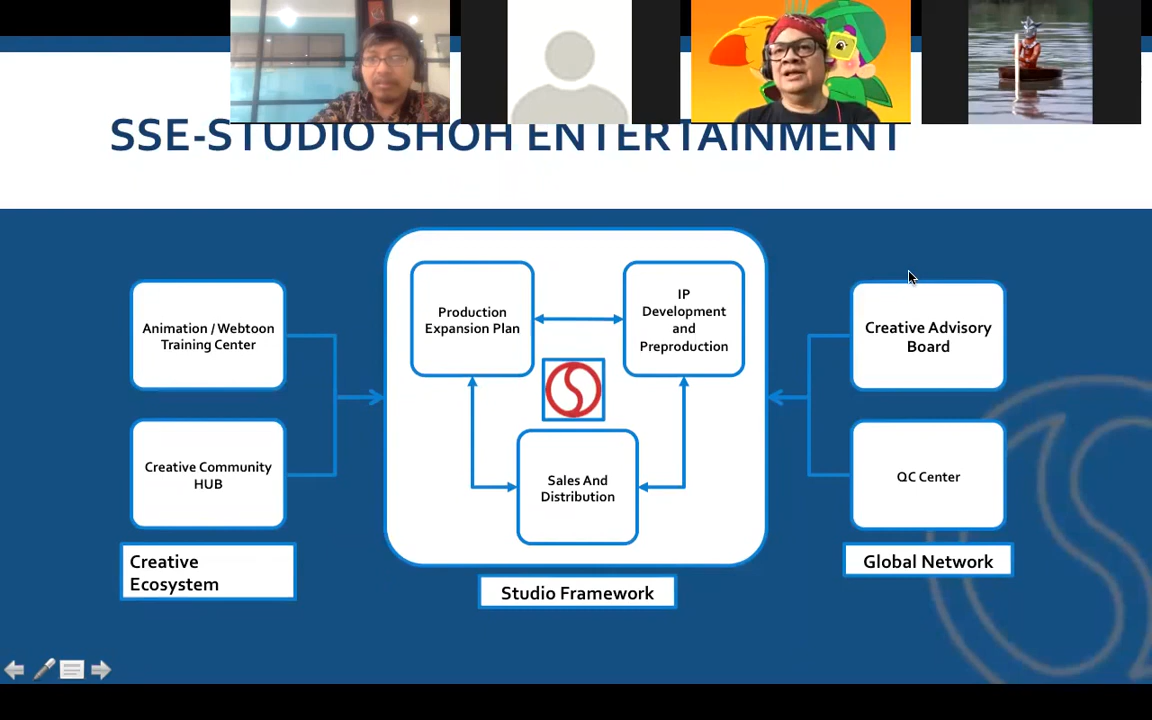 SSE-STUDIO SHOH ENTERTAINMENT
Animation / Webtoon
Training Center
Creative Community
HUB
Creative
Ecosystem
Production
Expansion Plan
IP
Development
and
Preproduction
Sales And
Distribution
Studio Framework
Creative Advisory
Board
QC Center
Global Network